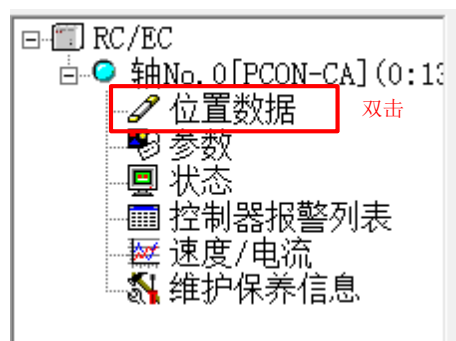 RC/EC
轴No. 0[PCON-CA](0:13
位置数据 双击
参数
状态
控制器报警列表
速度/电流
维护保养信息